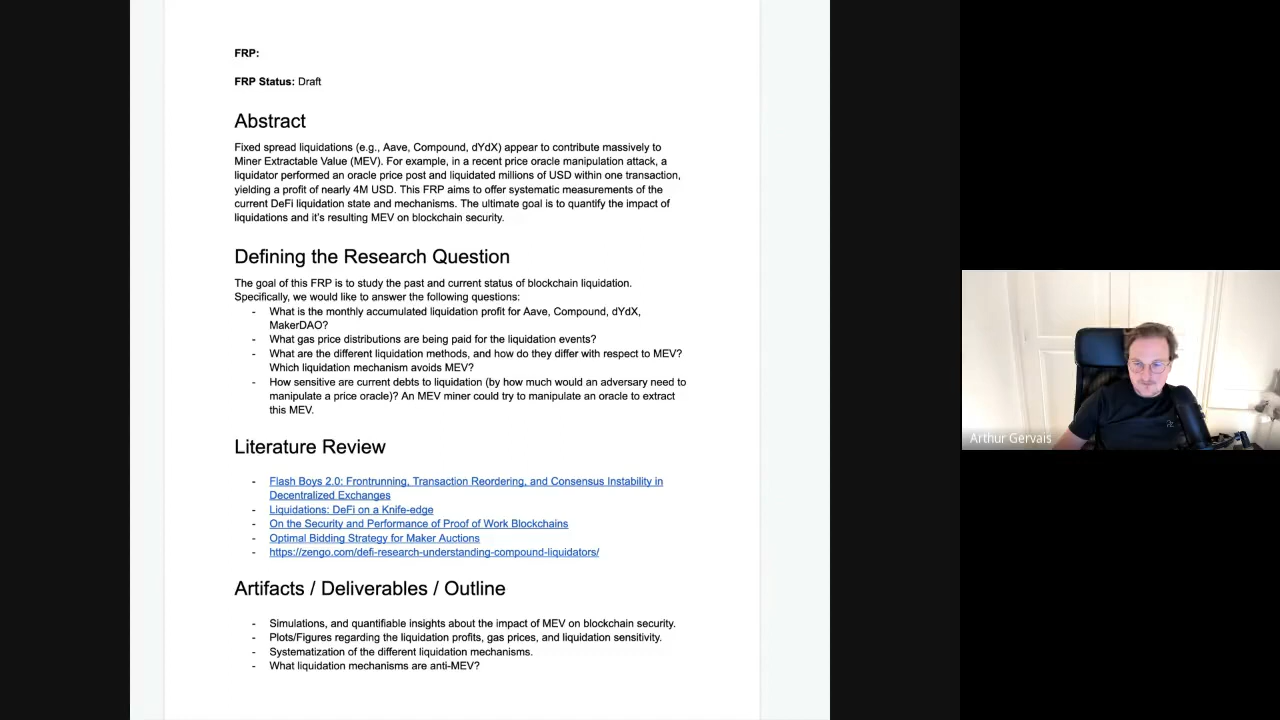 FRP:
FRP Status: Draft
Abstract
Fixed spread liquidations (e.g., Aave, Compound, dYdX) appear to contribute massively to
Miner Extractable Value (MEV). For example, in a recent price oracle manipulation attack, a
liquidator performed an oracle price post and liquidated millions of USD within one transaction,
yielding a profit of nearly 4M USD. This FRP aims to offer systematic measurements of the
current DeFi liquidation state and mechanisms. The ultimate goal is to quantify the impact of
liquidations and it's resulting MEV on blockchain security.
Defining the Research Question
The goal of this FRP is to study the past and current status of blockchain liquidation.
Specifically, we would like to answer the following questions:
- What is the monthly accumulated liquidation profit for Aave, Compound, dYdX,
MakerDAO?
- What gas price distributions are being paid for the liquidation events?
- What are the different liquidation methods, and how do they differ with respect to MEV?
Which liquidation mechanism avoids MEV?
- How sensitive are current debts to liquidation (by how much would an adversary need to
manipulate a price oracle)? An MEV miner could try to manipulate an oracle to extract
this MEV.
Literature Review
- Flash Boys 2.0: Frontrunning, Transaction Reordering, and Consensus Instability in
Decentralized Exchanges
- Liquidations: DeFi on a Knife-edge
- On the Security and Performance of Proof of Work Blockchains
- Optimal Bidding Strategy for Maker Auctions
- https://zengo.com/defi-research-understanding-compound-liquidators/
Artifacts / Deliverables / Outline
- Simulations, and quantifiable insights about the impact of MEV on blockchain security.
- Plots/Figures regarding the liquidation profits, gas prices, and liquidation sensitivity.
- Systematization of the different liquidation mechanisms.
- What liquidation mechanisms are anti-MEV?
Arthur Gervais